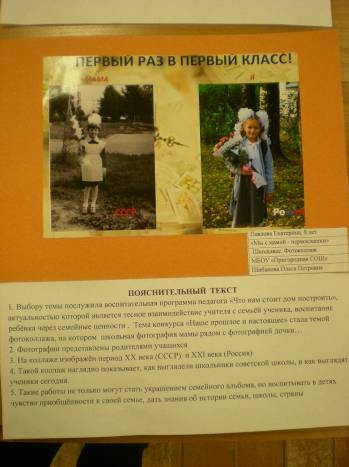 ПЕРВЫЙ РАЗ В ПЕРВЫЙ КЛАСС!
МАМА
Я
СССР
Россия
Павлова Екатерина, 8 лет
«Мы с мамой - первоклашки»
Школьные. Фотоколлаж
МБОУ «Пригородная СОШ»
Шабакова Ольга Петровна
ПОЯСНИТЕЛЬНЫЙ ТЕКСТ
1. Выбору темы послужила воспитательная программа педагога «Что нам стоит дом построить»,
актуальностью которой является тесное взаимодействие учителя с семьёй ученика, воспитание
ребёнка через семейные ценности . Тема конкурса «Наше прошлое и настоящее» стала темой
фотоколлажа, на котором школьная фотография мамы рядом с фотографией дочки…
2. Фотографии представлены родителями учащихся
3. На коллаже изображён период XX века (СССР) и XXI века (Россия)
4. Такой коллаж наглядно показывает, как выглядели школьники советской школы, и как выглядят
ученики сегодня.
5. Такие работы не только могут стать украшением семейного альбома, но воспитывать в детях
чувство приобщённости к своей семье, дать знания об истории семьи, школы, страны